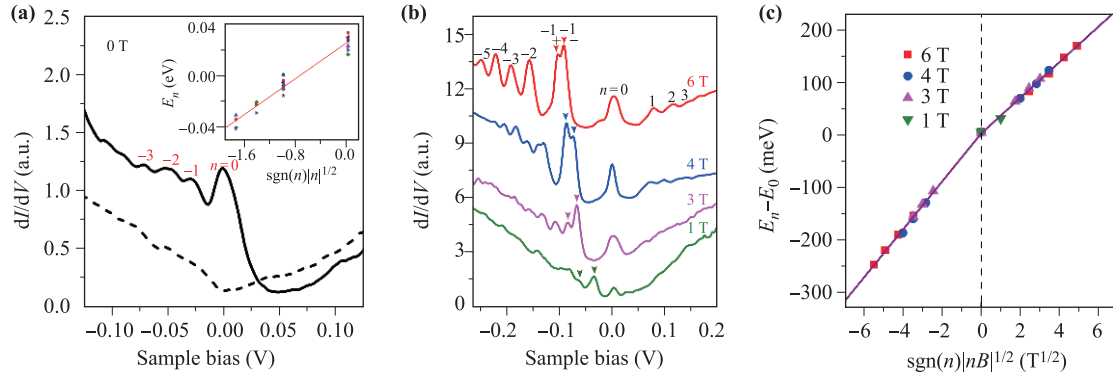 (a)
2.5
2.0
1.5
1.0
0.5
0.0
dI/dV (a.u.)
0 T
−3
−2
−1
n=0
−0.10
−0.05
0.00
0.05
0.10
Sample bias (V)
0.04
0.00
−0.04
E_n (eV)
−1.6
−0.8
0.0
sgn(n)|n|^{1/2}
(b)
15
12
9
6
3
0
dI/dV (a.u.)
−5
−4
−3
−2
−1
+
−1
−
n=0
1
2
3
6 T
4 T
3 T
1 T
−0.2
−0.1
0.0
0.1
0.2
Sample bias (V)
(c)
200
100
0
−100
−200
−300
E_n−E_0 (meV)
6 T
4 T
3 T
1 T
−6
−4
−2
0
2
4
6
sgn(n)|nB|^{1/2} (T^{1/2})